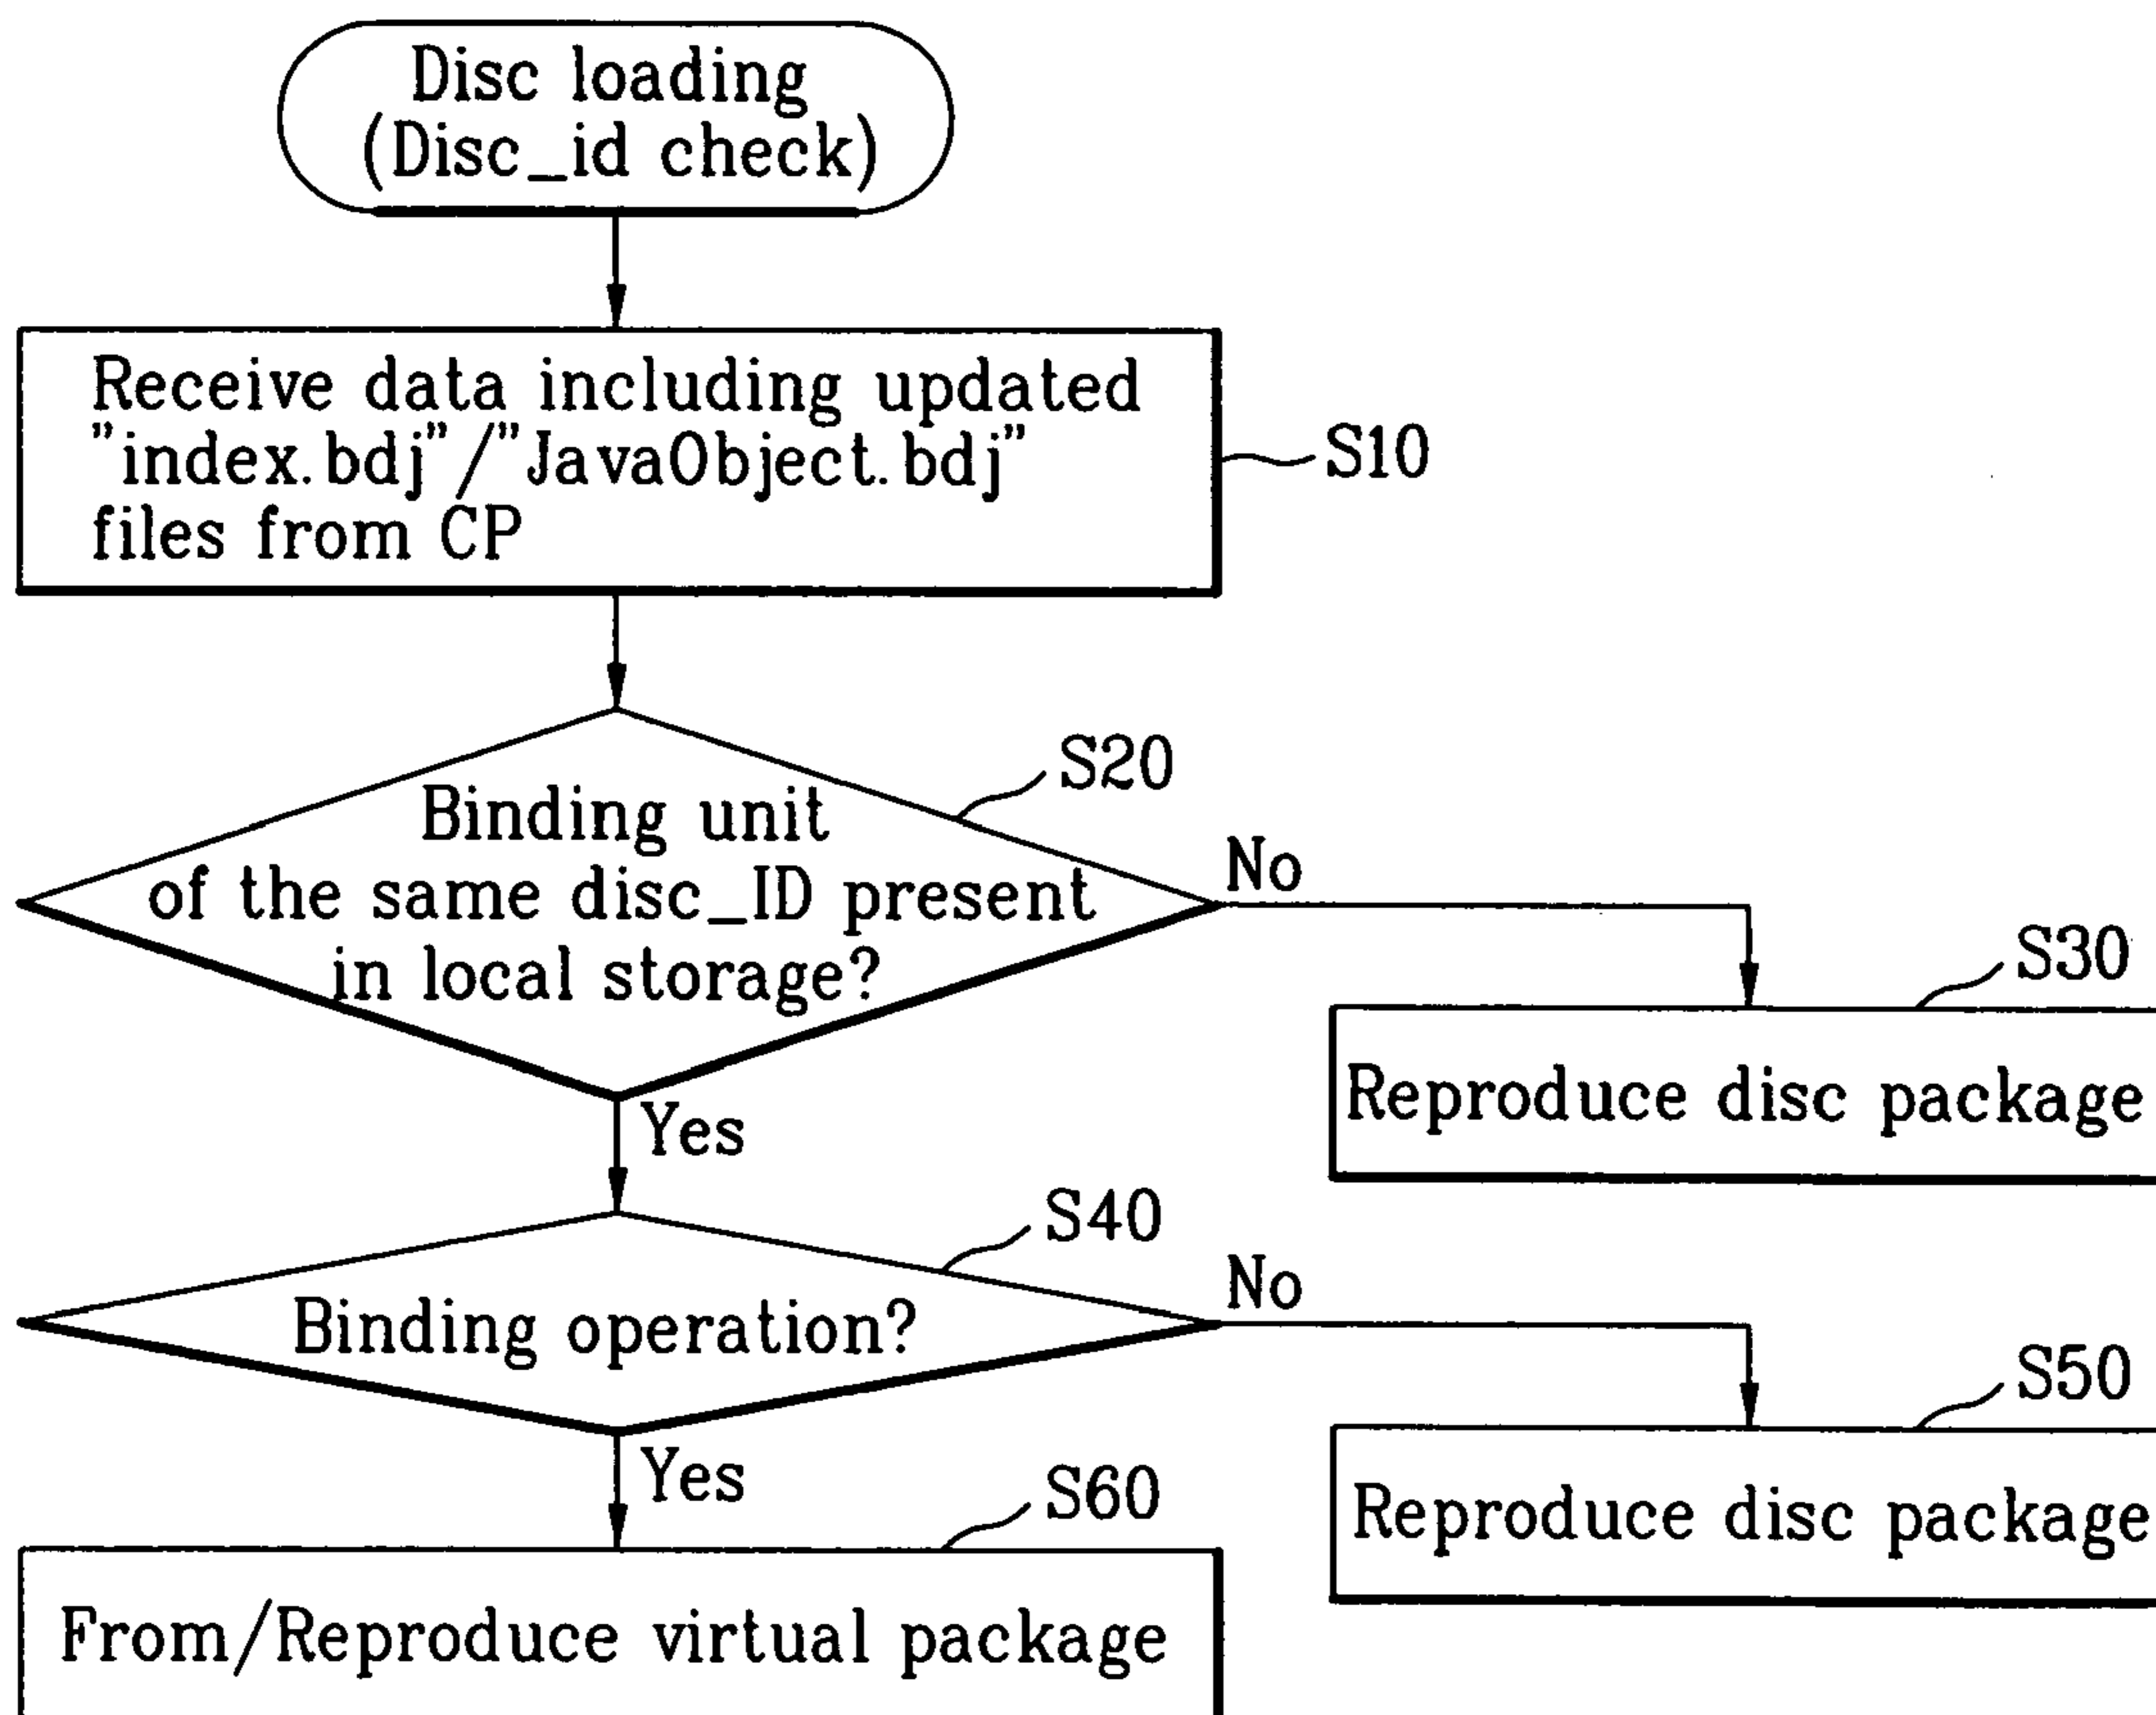 Disc loading
(Disc_id check)
Receive data including updated
"index.bdj"/"JavaObject.bdj"
files from CP
S10
S20
Binding unit
of the same disc_ID present
in local storage?
No
S30
Reproduce disc package
Yes
S40
Binding operation?
No
S50
Reproduce disc package
Yes
S60
From/Reproduce virtual package